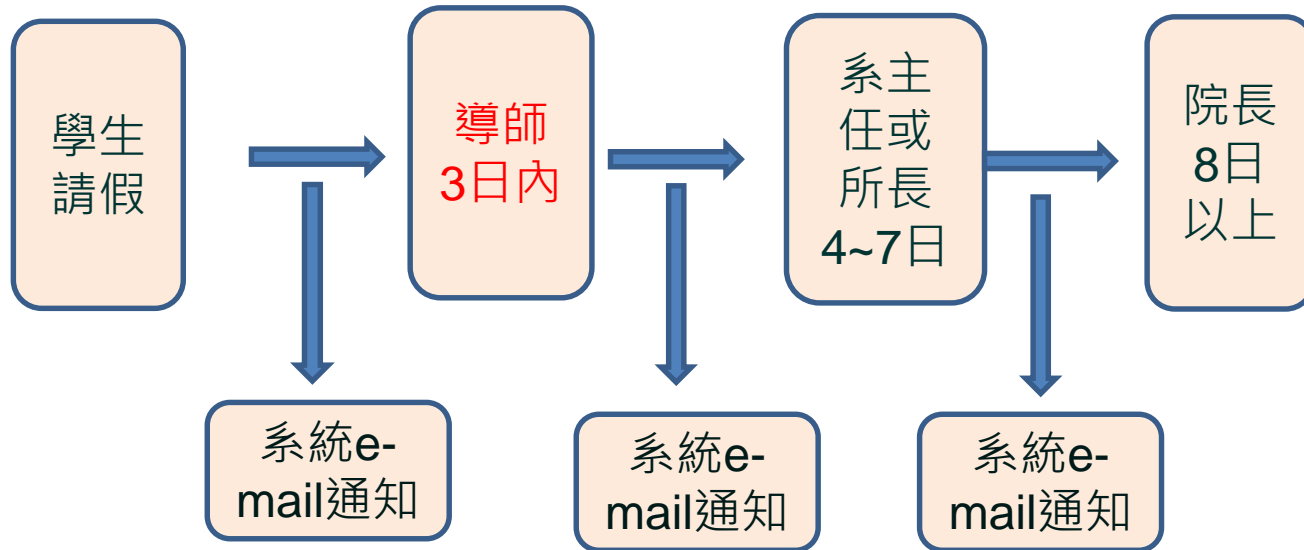 學生
請假
導師
3日內
系主
任或
所長
4~7日
院長
8日
以上
系統e-
mail通知
系統e-
mail通知
系統e-
mail通知